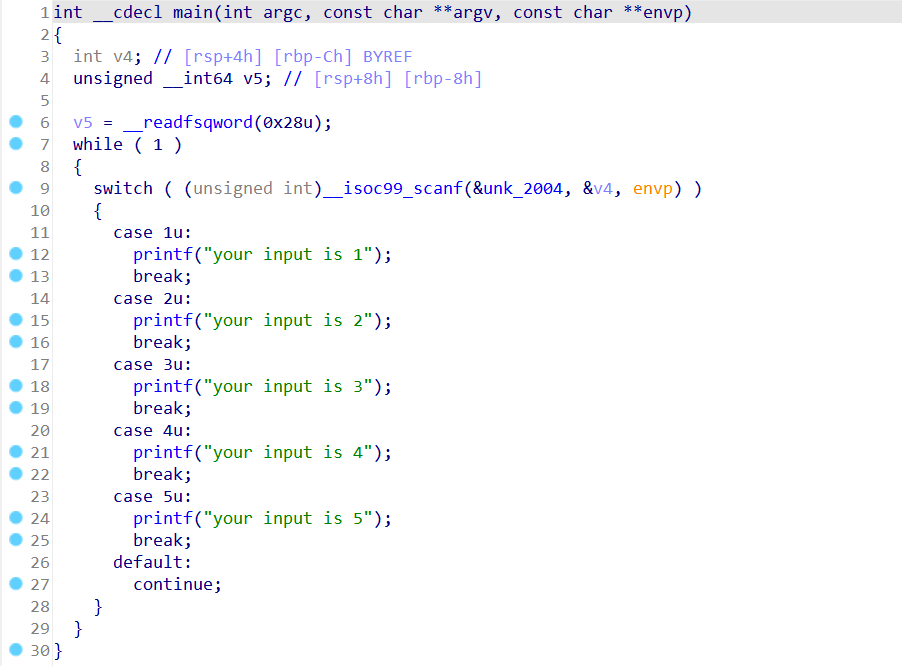 1 int __cdecl main(int argc, const char **argv, const char **envp)
2 {
3   int v4; // [rsp+4h] [rbp-Ch] BYREF
4   unsigned __int64 v5; // [rsp+8h] [rbp-8h]
5
6   v5 = __readfsqword(0x28u);
7   while ( 1 )
8   {
9     switch ( (unsigned int)__isoc99_scanf(&unk_2004, &v4, envp) )
10     {
11       case 1u:
12         printf("your input is 1");
13         break;
14       case 2u:
15         printf("your input is 2");
16         break;
17       case 3u:
18         printf("your input is 3");
19         break;
20       case 4u:
21         printf("your input is 4");
22         break;
23       case 5u:
24         printf("your input is 5");
25         break;
26       default:
27         continue;
28     }
29   }
30 }